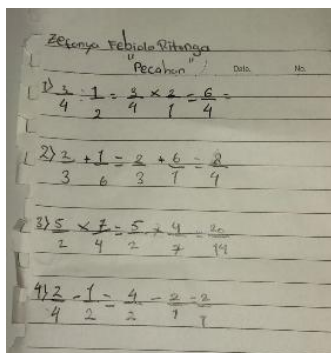 Zefanya Febiola Ritonga
"Pecahan" Date. No.
1) 3/4 : 1/2 = 3/4 × 2/1 = 6/4 =
2) 2/3 + 1/6 = 2/3 + 6/1 = 8/4
3) 5/2 × 7/4 = 5/2 × 4/7 = 20/14
4) 2/4 - 1/2 = 4/2 - 2/1 = 2/1